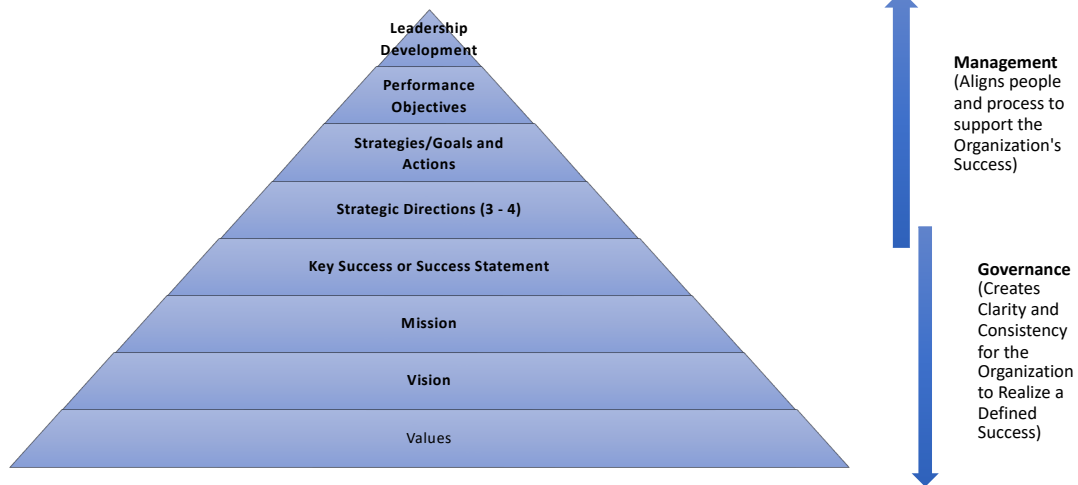 Leadership
Development
Performance
Objectives
Strategies/Goals and
Actions
Strategic Directions (3 - 4)
Key Success or Success Statement
Mission
Vision
Values
Management
(Aligns people
and process to
support the
Organization's
Success)
Governance
(Creates
Clarity and
Consistency
for the
Organization
to Realize a
Defined
Success)